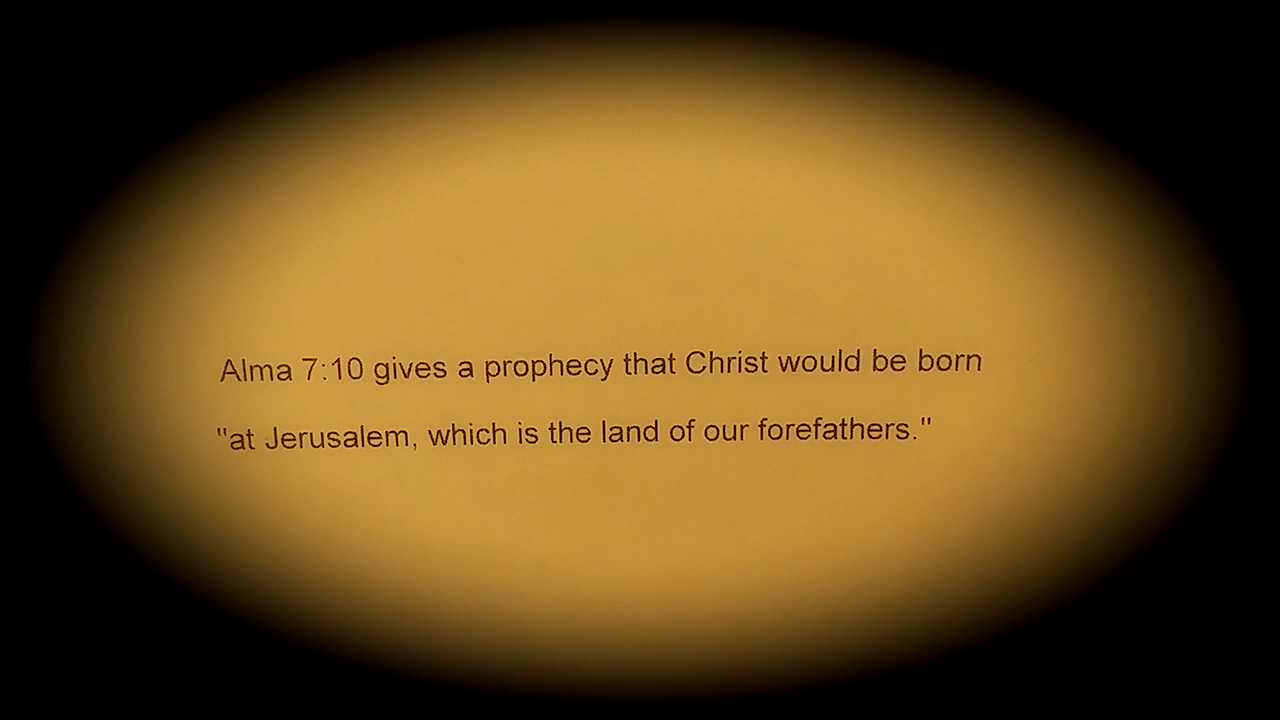 Alma 7:10 gives a prophecy that Christ would be born
"at Jerusalem, which is the land of our forefathers."